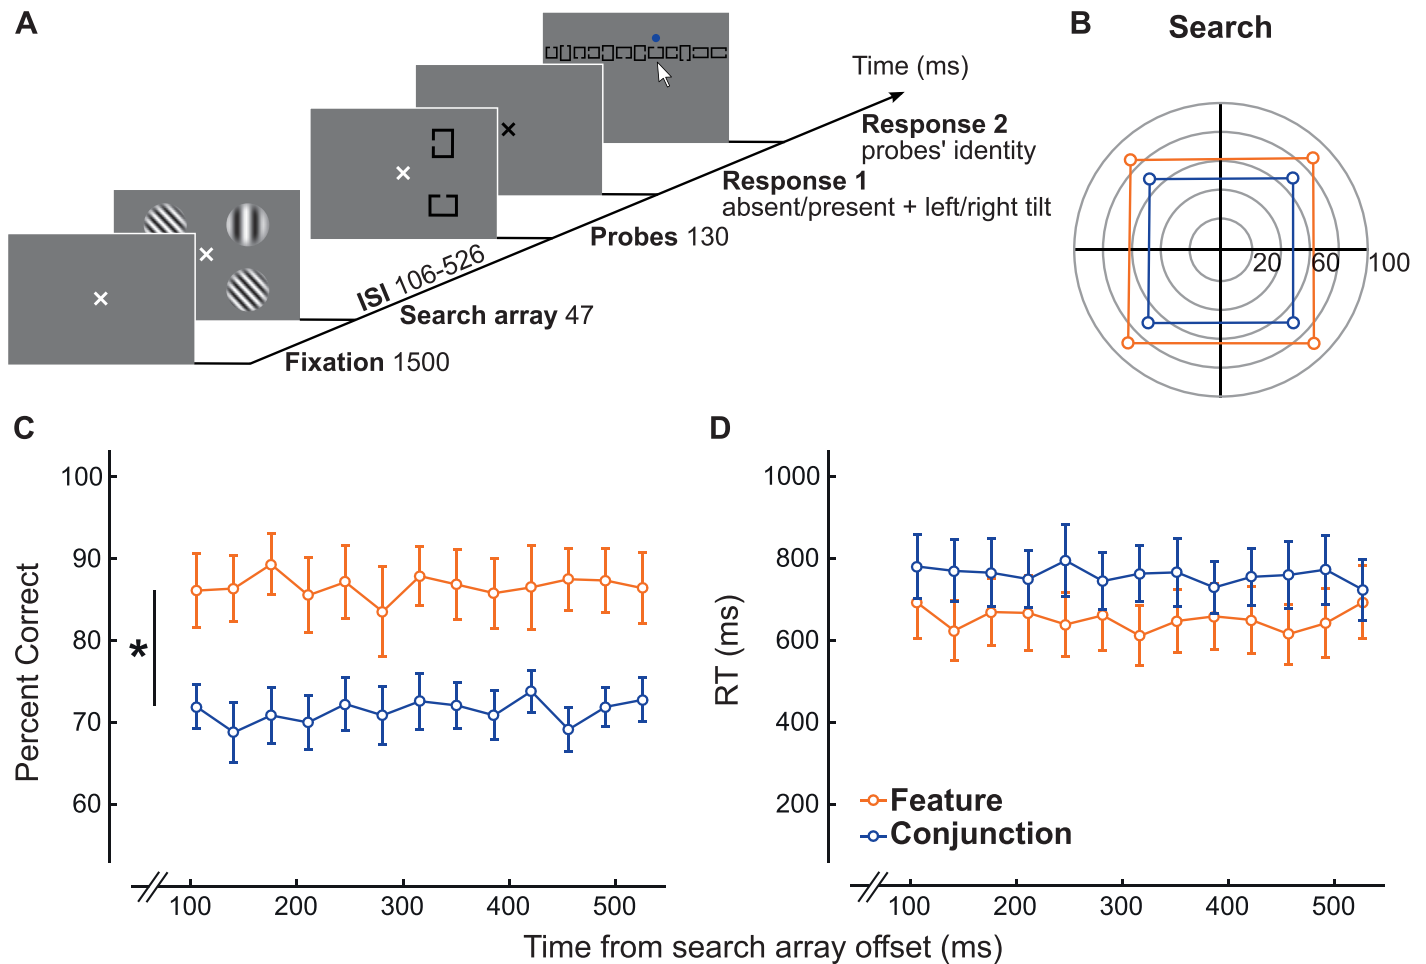 A
Time (ms)
Response 2
probes' identity
Response 1
absent/present + left/right tilt
Probes 130
ISI 106-526
Search array 47
Fixation 1500
B
Search
20 60 100
C
100
90
80
70
60
Percent Correct
*
100 200 300 400 500
D
1000
800
600
400
200
RT (ms)
Feature
Conjunction
100 200 300 400 500
Time from search array offset (ms)